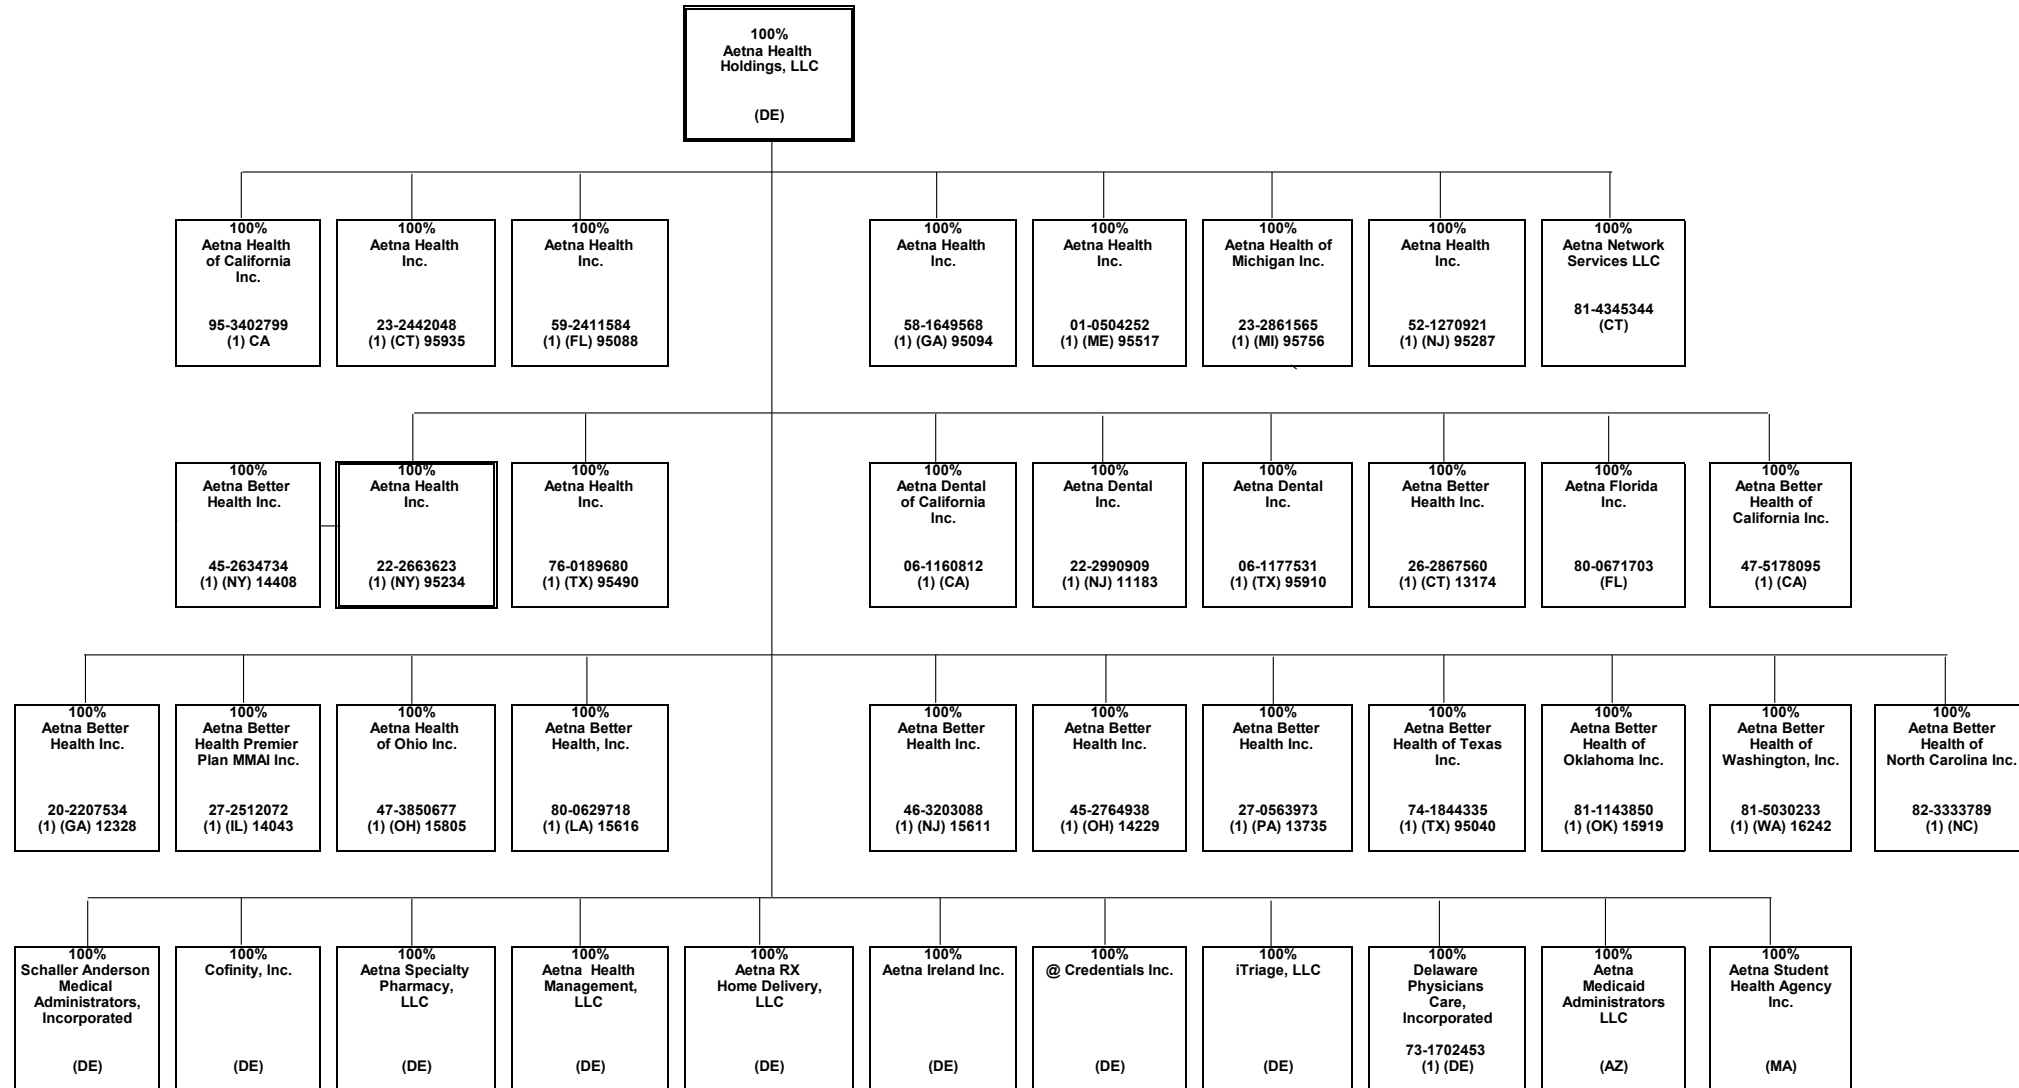 100%
Aetna Health
Holdings, LLC
(DE)
100%
Aetna Health
of California
Inc.
95-3402799
(1) CA
100%
Aetna Health
Inc.
23-2442048
(1) (CT) 95935
100%
Aetna Health
Inc.
59-2411584
(1) (FL) 95088
100%
Aetna Health
Inc.
58-1649568
(1) (GA) 95094
100%
Aetna Health
Inc.
01-0504252
(1) (ME) 95517
100%
Aetna Health of
Michigan Inc.
23-2861565
(1) (MI) 95756
100%
Aetna Health
Inc.
52-1270921
(1) (NJ) 95287
100%
Aetna Network
Services LLC
81-4345344
(CT)
100%
Aetna Better
Health Inc.
45-2634734
(1) (NY) 14408
100%
Aetna Health
Inc.
22-2663623
(1) (NY) 95234
100%
Aetna Health
Inc.
76-0189680
(1) (TX) 95490
100%
Aetna Dental
of California
Inc.
06-1160812
(1) (CA)
100%
Aetna Dental
Inc.
22-2990909
(1) (NJ) 11183
100%
Aetna Dental
Inc.
06-1177531
(1) (TX) 95910
100%
Aetna Better
Health Inc.
26-2867560
(1) (CT) 13174
100%
Aetna Florida
Inc.
80-0671703
(FL)
100%
Aetna Better
Health of
California Inc.
47-5178095
(1) (CA)
100%
Aetna Better
Health Inc.
20-2207534
(1) (GA) 12328
100%
Aetna Better
Health Premier
Plan MMAI Inc.
27-2512072
(1) (IL) 14043
100%
Aetna Health
of Ohio Inc.
47-3850677
(1) (OH) 15805
100%
Aetna Better
Health, Inc.
80-0629718
(1) (LA) 15616
100%
Aetna Better
Health Inc.
46-3203088
(1) (NJ) 15611
100%
Aetna Better
Health Inc.
45-2764938
(1) (OH) 14229
100%
Aetna Better
Health Inc.
27-0563973
(1) (PA) 13735
100%
Aetna Better
Health of Texas
Inc.
74-1844335
(1) (TX) 95040
100%
Aetna Better
Health of
Oklahoma Inc.
81-1143850
(1) (OK) 15919
100%
Aetna Better
Health of
Washington, Inc.
81-5030233
(1) (WA) 16242
100%
Aetna Better
Health of
North Carolina Inc.
82-3333789
(1) (NC)
100%
Schaller Anderson
Medical
Administrators,
Incorporated
(DE)
100%
Cofinity, Inc.
(DE)
100%
Aetna Specialty
Pharmacy,
LLC
(DE)
100%
Aetna Health
Management,
LLC
(DE)
100%
Aetna RX
Home Delivery,
LLC
(DE)
100%
Aetna Ireland Inc.
(DE)
100%
@ Credentials Inc.
(DE)
100%
iTriage, LLC
(DE)
100%
Delaware
Physicians
Care,
Incorporated
73-1702453
(1) (DE)
100%
Aetna
Medicaid
Administrators
LLC
(AZ)
100%
Aetna Student
Health Agency
Inc.
(MA)